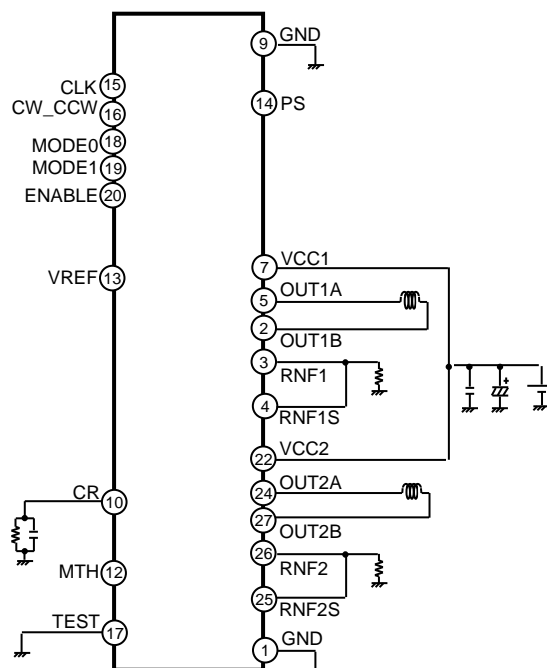 9 GND
15 CLK
14 PS
16 CW_CCW
18 MODE0
19 MODE1
20 ENABLE
7 VCC1
13 VREF
5 OUT1A
2 OUT1B
3 RNF1
4 RNF1S
22 VCC2
24 OUT2A
10 CR
27 OUT2B
26 RNF2
12 MTH
25 RNF2S
17 TEST
1 GND
+